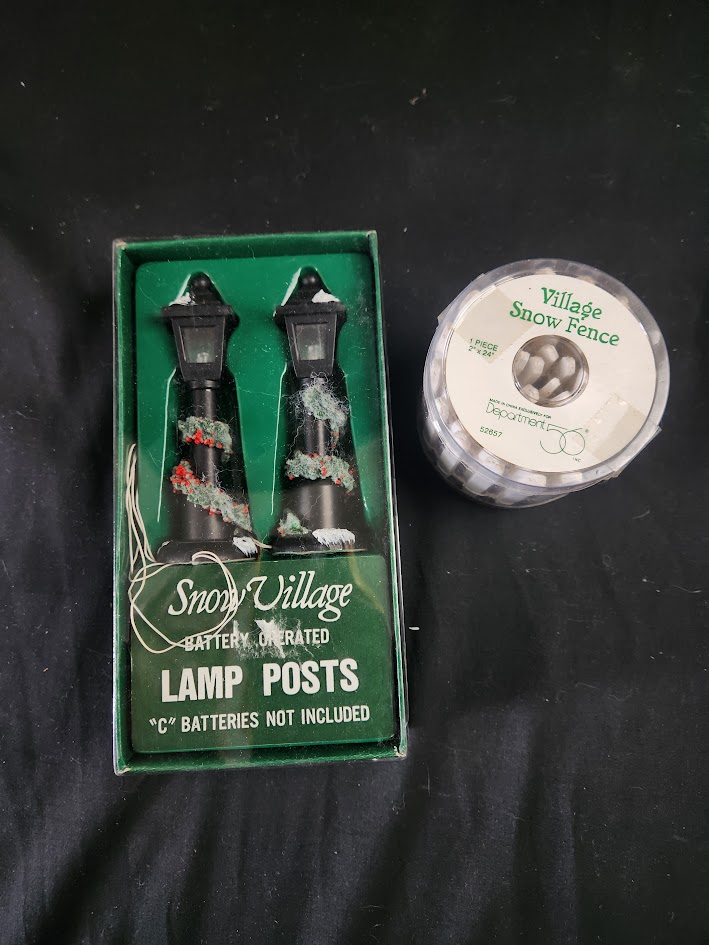 Snow Village
BATTERY OPERATED
LAMP POSTS
"C" BATTERIES NOT INCLUDED
Village
Snow Fence
1 PIECE
2" x 24"
MADE IN CHINA EXCLUSIVELY FOR
Department 56®
INC.
52657